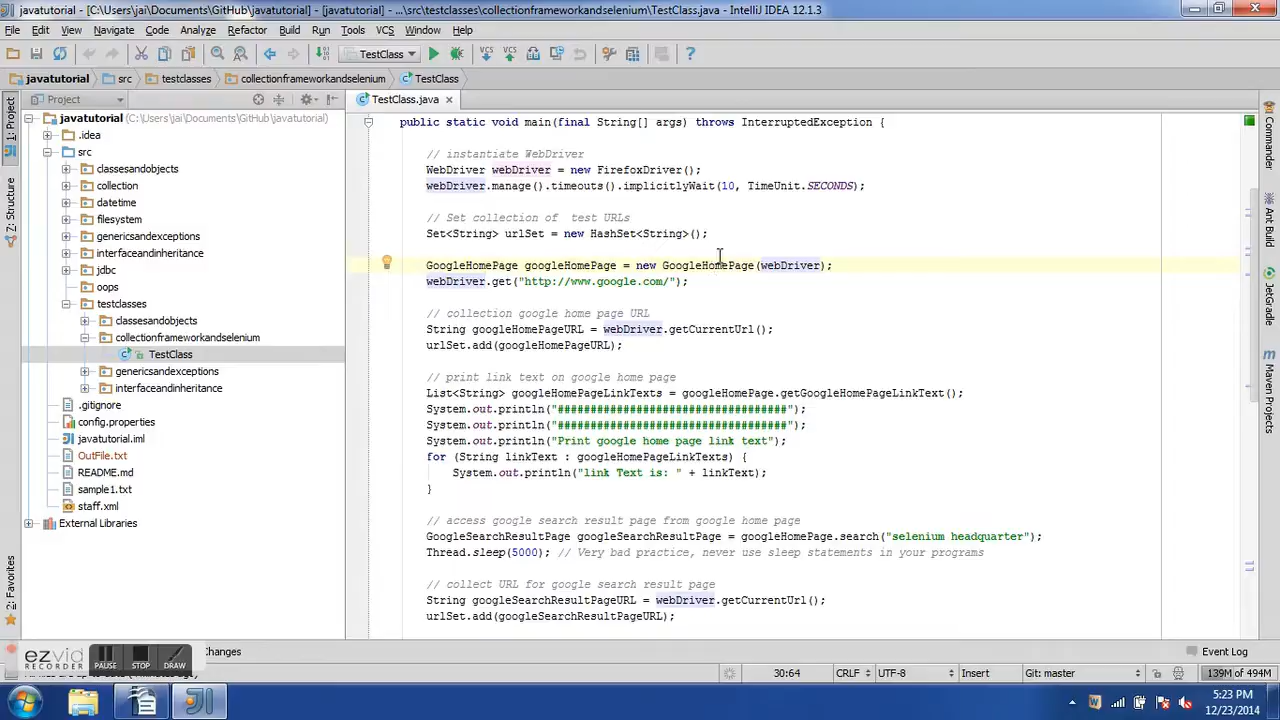 javatutorial - [C:\Users\jai\Documents\GitHub\javatutorial] - [javatutorial] - ...\src\testclasses\collectionframeworkandselenium\TestClass.java - IntelliJ IDEA 12.1.3
File Edit View Navigate Code Analyze Refactor Build Run Tools VCS Window Help
TestClass
javatutorial src testclasses collectionframeworkandselenium TestClass
Project
TestClass.java
1: Project
Z: Structure
2: Favorites
javatutorial (C:\Users\jai\Documents\GitHub\javatutorial)
.idea
src
classesandobjects
collection
datetime
filesystem
genericsandexceptions
interfaceandinheritance
jdbc
oops
testclasses
classesandobjects
collectionframeworkandselenium
TestClass
genericsandexceptions
interfaceandinheritance
.gitignore
config.properties
javatutorial.iml
OutFile.txt
README.md
sample1.txt
staff.xml
External Libraries
public static void main(final String[] args) throws InterruptedException {
// instantiate WebDriver
WebDriver webDriver = new FirefoxDriver();
webDriver.manage().timeouts().implicitlyWait(10, TimeUnit.SECONDS);
// Set collection of  test URLs
Set<String> urlSet = new HashSet<String>();
GoogleHomePage googleHomePage = new GoogleHomePage(webDriver);
webDriver.get("http://www.google.com/");
// collection google home page URL
String googleHomePageURL = webDriver.getCurrentUrl();
urlSet.add(googleHomePageURL);
// print link text on google home page
List<String> googleHomePageLinkTexts = googleHomePage.getGoogleHomePageLinkText();
System.out.println("###################################");
System.out.println("###################################");
System.out.println("Print google home page link text");
for (String linkText : googleHomePageLinkTexts) {
System.out.println("link Text is: " + linkText);
}
// access google search result page from google home page
GoogleSearchResultPage googleSearchResultPage = googleHomePage.search("selenium headquarter");
Thread.sleep(5000); // Very bad practice, never use sleep statements in your programs
// collect URL for google search result page
String googleSearchResultPageURL = webDriver.getCurrentUrl();
urlSet.add(googleSearchResultPageURL);
Commander
Ant Build
JetGradle
Maven Projects
ezvid
RECORDER
PAUSE STOP DRAW
Changes
Event Log
30:64 CRLF UTF-8 Insert Git: master 139M of 494M
5:23 PM
12/23/2014